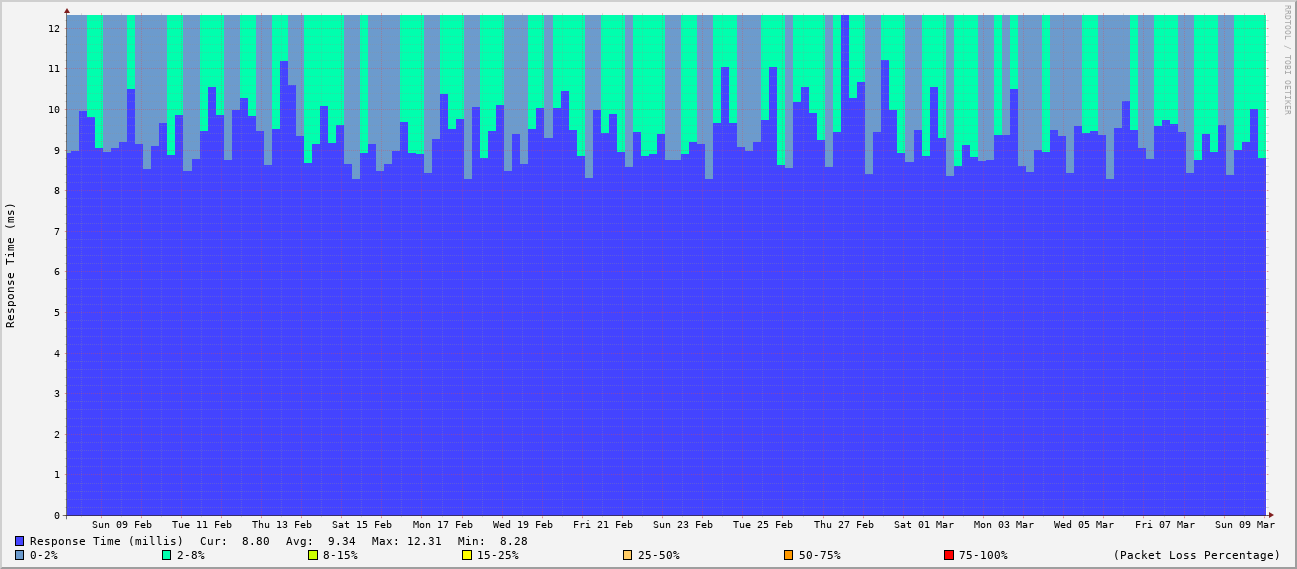 RRDTOOL / TOBI OETIKER
Response Time (ms)
12
11
10
9
8
7
6
5
4
3
2
1
0
Sun 09 Feb Tue 11 Feb Thu 13 Feb Sat 15 Feb Mon 17 Feb Wed 19 Feb Fri 21 Feb Sun 23 Feb Tue 25 Feb Thu 27 Feb Sat 01 Mar Mon 03 Mar Wed 05 Mar Fri 07 Mar Sun 09 Mar
Response Time (millis) Cur: 8.80 Avg: 9.34 Max: 12.31 Min: 8.28
0-2% 2-8% 8-15% 15-25% 25-50% 50-75% 75-100% (Packet Loss Percentage)